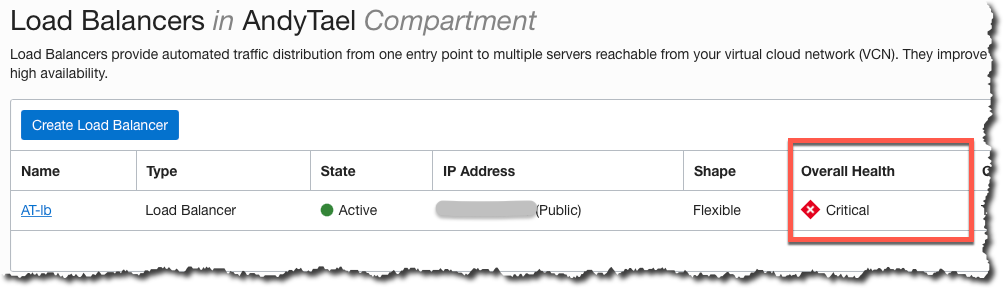 Load Balancers in AndyTael Compartment
Load Balancers provide automated traffic distribution from one entry point to multiple servers reachable from your virtual cloud network (VCN). They improve
high availability.
Create Load Balancer
Name Type State IP Address Shape Overall Health
AT-lb Load Balancer Active (Public) Flexible Critical